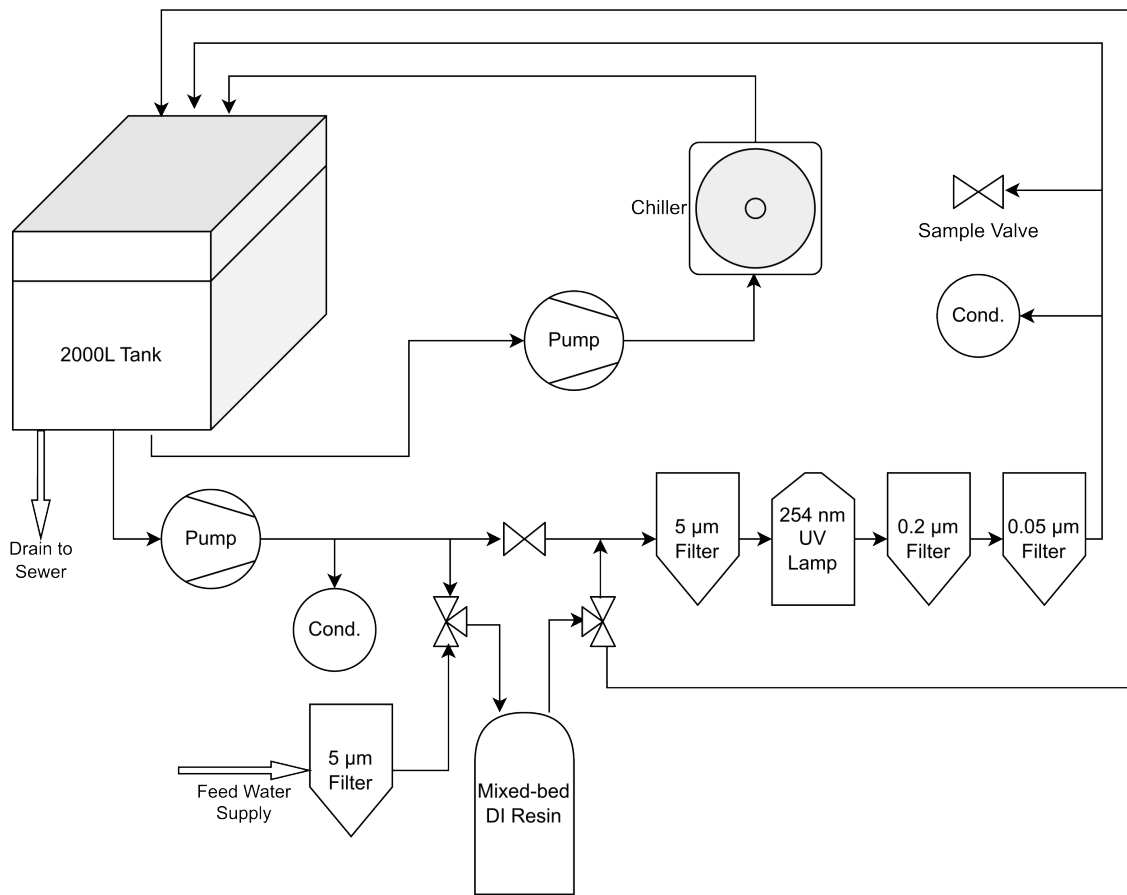 Chiller
Sample Valve
Cond.
Pump
2000L Tank
Drain to
Sewer
Pump
Cond.
5 µm
Filter
254 nm
UV
Lamp
0.2 µm
Filter
0.05 µm
Filter
5 µm
Filter
Feed Water
Supply
Mixed-bed
DI Resin